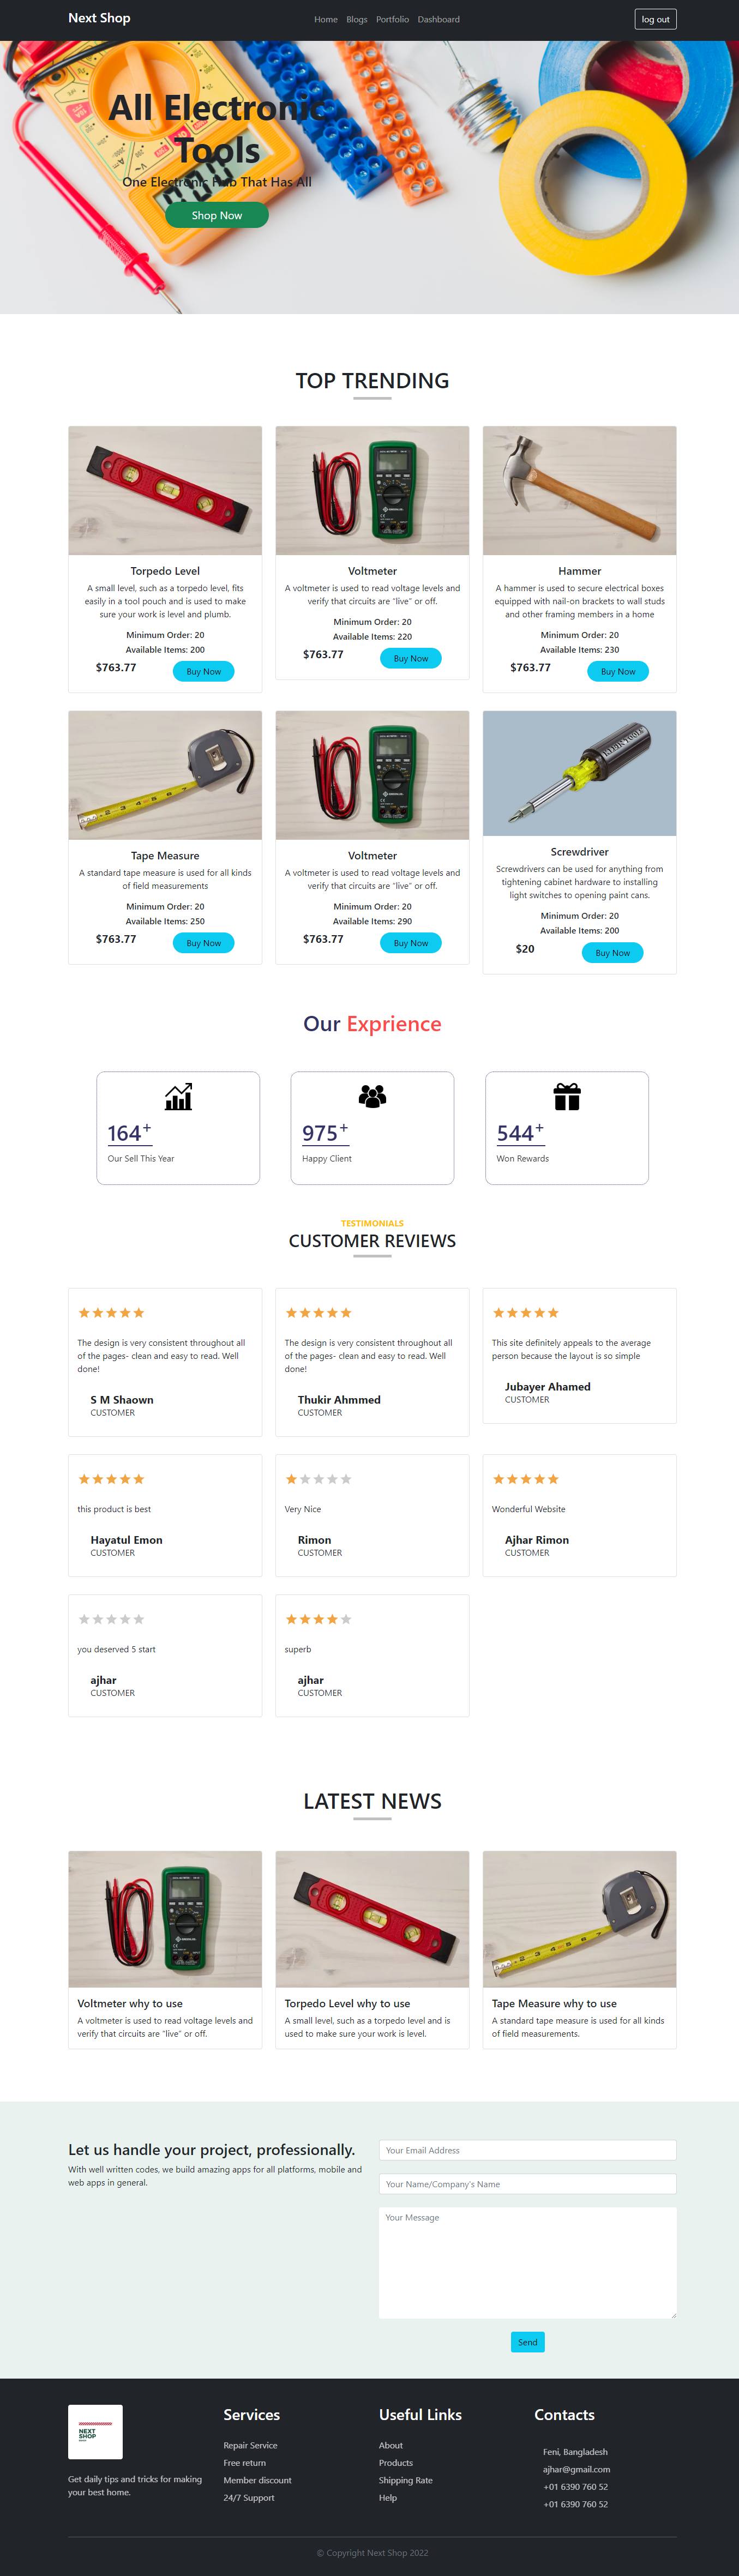 Next Shop
Home Blogs Portfolio Dashboard
log out
All Electronic
Tools
One Electronic Hub That Has All
Shop Now
TOP TRENDING
Torpedo Level
A small level, such as a torpedo level, fits
easily in a tool pouch and is used to make
sure your work is level and plumb.
Minimum Order: 20
Available Items: 200
$763.77
Buy Now
Voltmeter
A voltmeter is used to read voltage levels and
verify that circuits are “live” or off.
Minimum Order: 20
Available Items: 220
$763.77
Buy Now
Hammer
A hammer is used to secure electrical boxes
equipped with nail-on brackets to wall studs
and other framing members in a home
Minimum Order: 20
Available Items: 230
$763.77
Buy Now
Tape Measure
A standard tape measure is used for all kinds
of field measurements
Minimum Order: 20
Available Items: 250
$763.77
Buy Now
Voltmeter
A voltmeter is used to read voltage levels and
verify that circuits are “live” or off.
Minimum Order: 20
Available Items: 290
$763.77
Buy Now
Screwdriver
Screwdrivers can be used for anything from
tightening cabinet hardware to installing
light switches to opening paint cans.
Minimum Order: 20
Available Items: 200
$20
Buy Now
Our Exprience
164+
Our Sell This Year
975+
Happy Client
544+
Won Rewards
TESTIMONIALS
CUSTOMER REVIEWS
The design is very consistent throughout all
of the pages- clean and easy to read. Well
done!
S M Shaown
CUSTOMER
The design is very consistent throughout all
of the pages- clean and easy to read. Well
done!
Thukir Ahmmed
CUSTOMER
This site definitely appeals to the average
person because the layout is so simple
Jubayer Ahamed
CUSTOMER
this product is best
Hayatul Emon
CUSTOMER
Very Nice
Rimon
CUSTOMER
Wonderful Website
Ajhar Rimon
CUSTOMER
you deserved 5 start
ajhar
CUSTOMER
superb
ajhar
CUSTOMER
LATEST NEWS
Voltmeter why to use
A voltmeter is used to read voltage levels and
verify that circuits are “live” or off.
Torpedo Level why to use
A small level, such as a torpedo level and is
used to make sure your work is level.
Tape Measure why to use
A standard tape measure is used for all kinds
of field measurements.
Let us handle your project, professionally.
With well written codes, we build amazing apps for all platforms, mobile and
web apps in general.
Your Email Address
Your Name/Company's Name
Your Message
Send
NEXT
SHOP
Get daily tips and tricks for making
your best home.
Services
Repair Service
Free return
Member discount
24/7 Support
Useful Links
About
Products
Shipping Rate
Help
Contacts
Feni, Bangladesh
ajhar@gmail.com
+01 6390 760 52
+01 6390 760 52
© Copyright Next Shop 2022